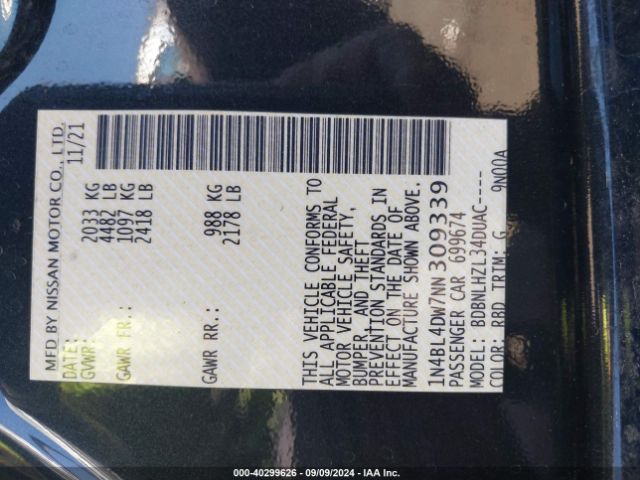 MFD BY NISSAN MOTOR CO., LTD.
DATE: 11/21
GVWR: 2033 KG
4482 LB
GAWR FR.: 1097 KG
2418 LB
GAWR RR.: 988 KG
2178 LB
THIS VEHICLE CONFORMS TO
ALL APPLICABLE FEDERAL
MOTOR VEHICLE SAFETY,
BUMPER, AND THEFT
PREVENTION STANDARDS IN
EFFECT ON THE DATE OF
MANUFACTURE SHOWN ABOVE.
1N4BL4DW7NN309339
PASSENGER CAR 699674
MODEL: BDBNLHZL34DUAC----
COLOR: RBD TRIM: G 9N00A
000-40299626 - 09/09/2024 - IAA Inc.